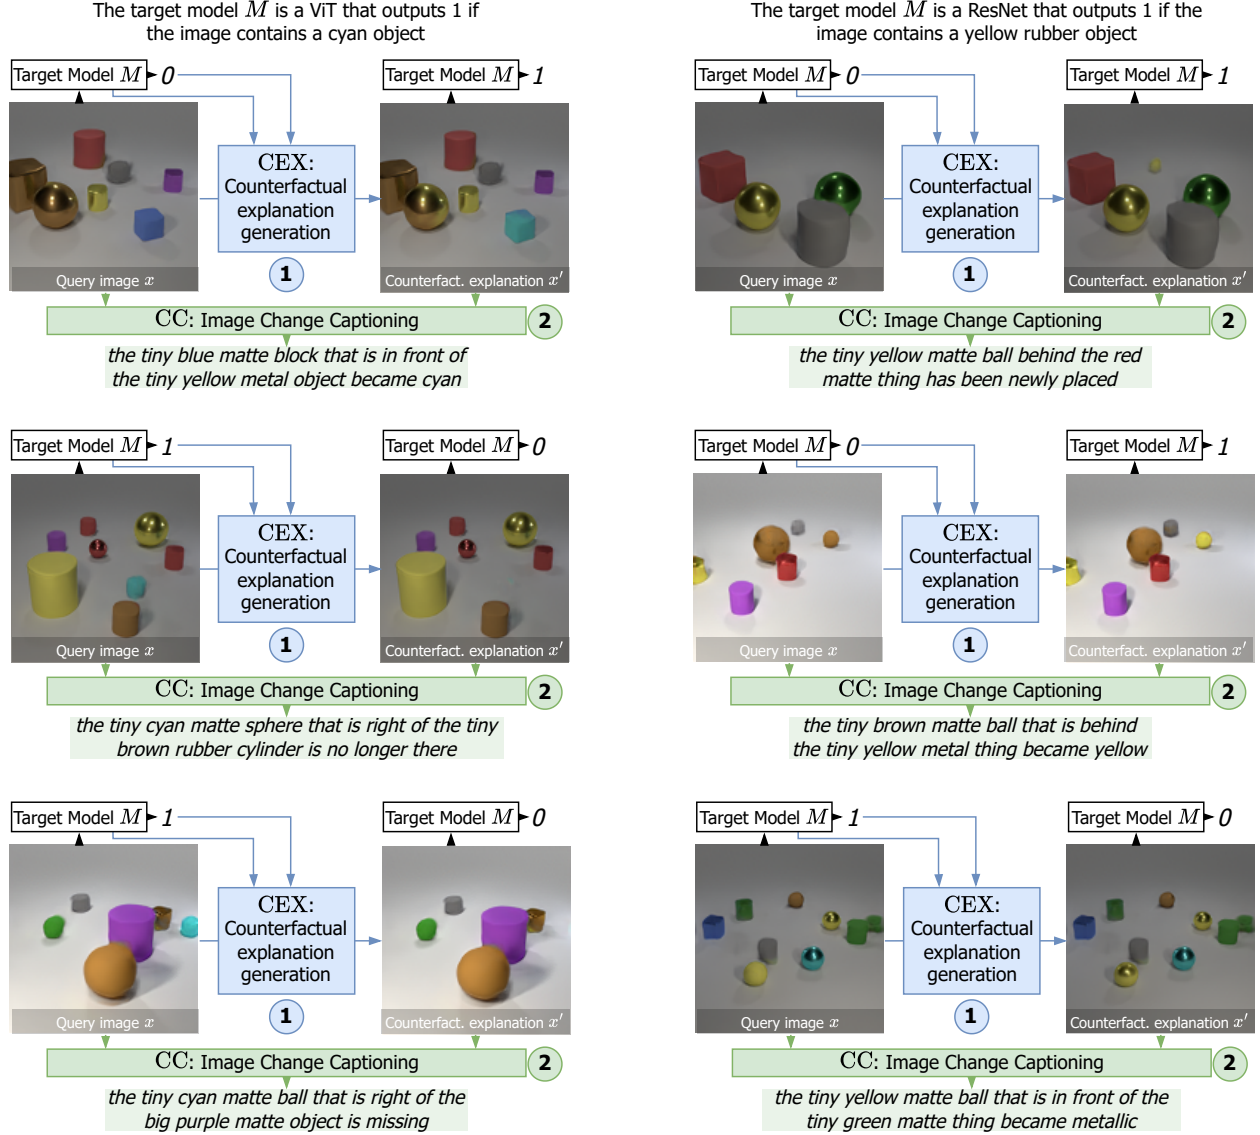 The target model M is a ViT that outputs 1 if
the image contains a cyan object
Target Model M
0
Target Model M
1
CEX:
Counterfactual
explanation
generation
Query image x
1
Counterfact. explanation x′
CC: Image Change Captioning
2
the tiny blue matte block that is in front of
the tiny yellow metal object became cyan
Target Model M
1
Target Model M
0
CEX:
Counterfactual
explanation
generation
Query image x
1
Counterfact. explanation x′
CC: Image Change Captioning
2
the tiny cyan matte sphere that is right of the tiny
brown rubber cylinder is no longer there
Target Model M
1
Target Model M
0
CEX:
Counterfactual
explanation
generation
Query image x
1
Counterfact. explanation x′
CC: Image Change Captioning
2
the tiny cyan matte ball that is right of the
big purple matte object is missing
The target model M is a ResNet that outputs 1 if the
image contains a yellow rubber object
Target Model M
0
Target Model M
1
CEX:
Counterfactual
explanation
generation
Query image x
1
Counterfact. explanation x′
CC: Image Change Captioning
2
the tiny yellow matte ball behind the red
matte thing has been newly placed
Target Model M
0
Target Model M
1
CEX:
Counterfactual
explanation
generation
Query image x
1
Counterfact. explanation x′
CC: Image Change Captioning
2
the tiny brown matte ball that is behind
the tiny yellow metal thing became yellow
Target Model M
1
Target Model M
0
CEX:
Counterfactual
explanation
generation
Query image x
1
Counterfact. explanation x′
CC: Image Change Captioning
2
the tiny yellow matte ball that is in front of the
tiny green matte thing became metallic